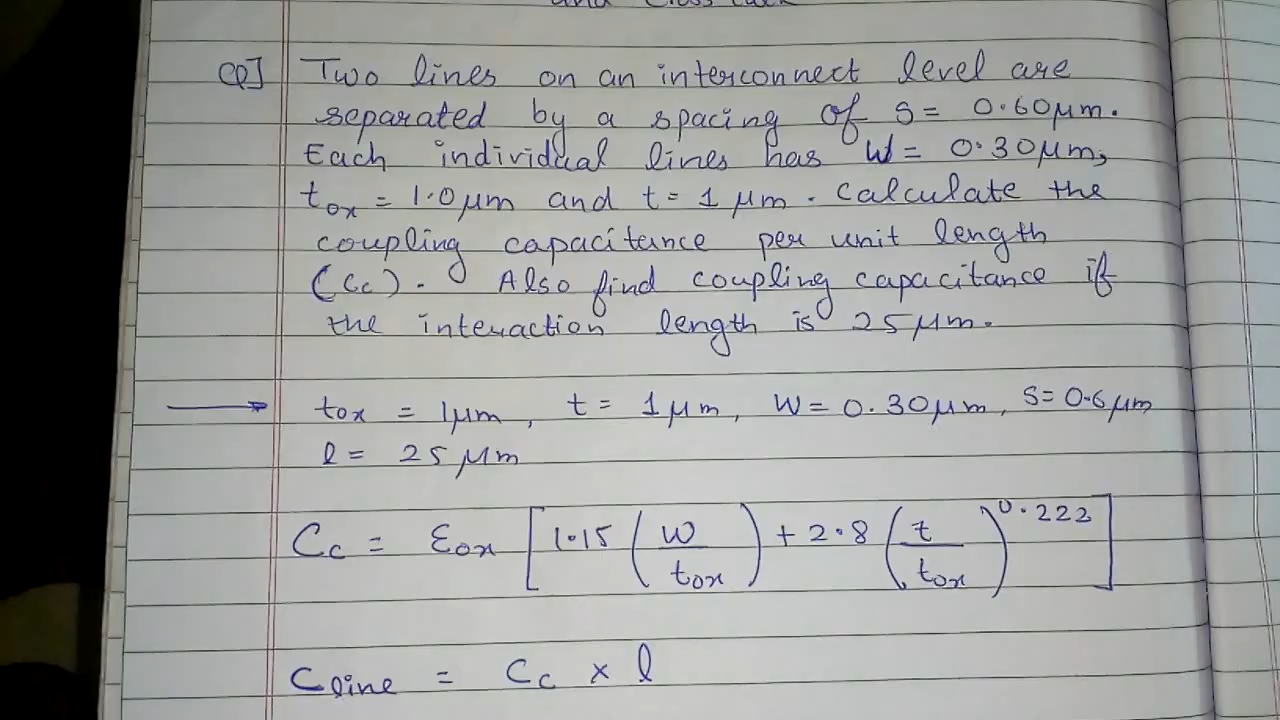 Q] Two lines on an interconnect level are
separated by a spacing of S = 0.60μm.
Each individual lines has W = 0.30μm,
tox = 1.0μm and t = 1 μm. Calculate the
coupling capacitance per unit length
(Cc). Also find coupling capacitance if
the interaction length is 25μm.
→ tox = 1μm, t = 1μm, W = 0.30μm, S = 0.6μm
l = 25 μm
Cc = εox [1.15 (w/tox) + 2.8 (t/tox)^0.222]
Cline = Cc × l